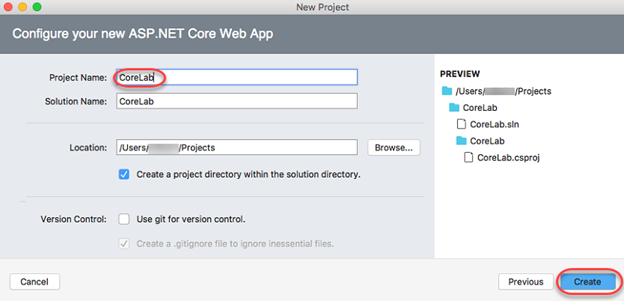 New Project
Configure your new ASP.NET Core Web App
Project Name: CoreLab
Solution Name: CoreLab
Location: /Users/ /Projects Browse...
Create a project directory within the solution directory.
Version Control: Use git for version control.
Create a .gitignore file to ignore inessential files.
PREVIEW
/Users/ /Projects
CoreLab
CoreLab.sln
CoreLab
CoreLab.csproj
Cancel Previous Create